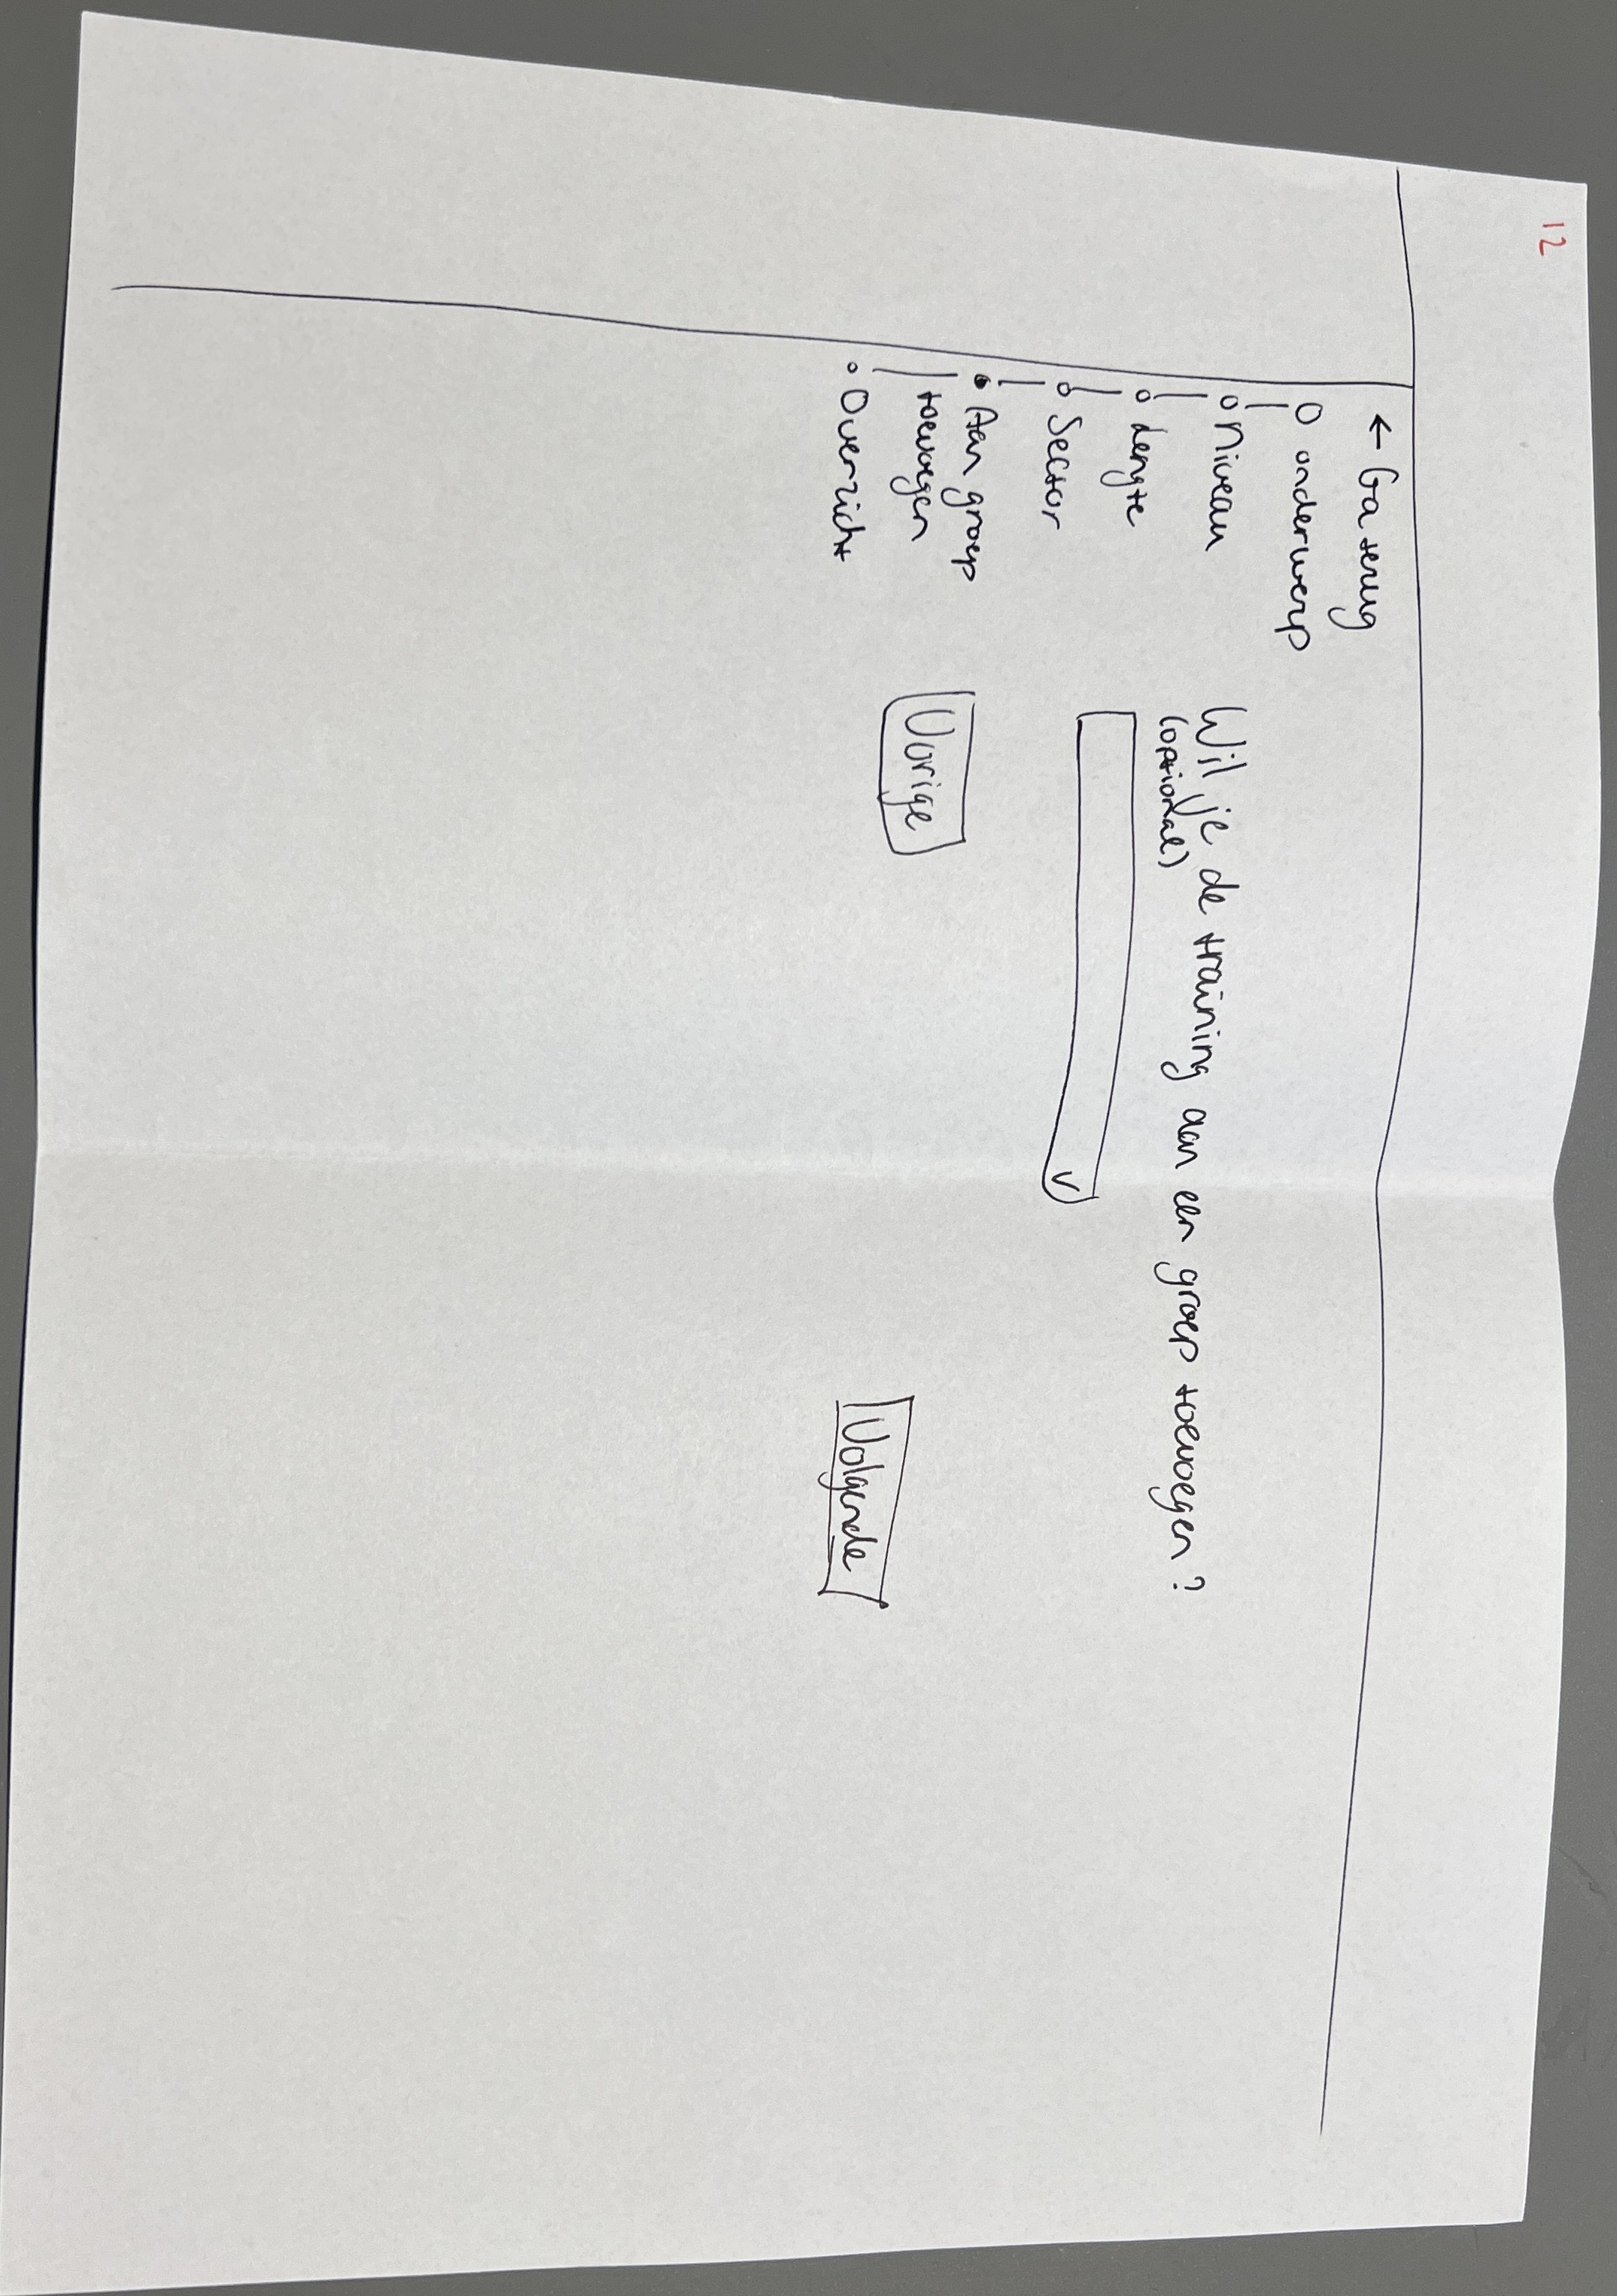 12
← Ga terug
onderwerp
Niveau
Lengte
Sector
Aan groep
toevoegen
Overzicht
Wil je de training aan een groep toevoegen?
(optional)
Vorige
Volgende